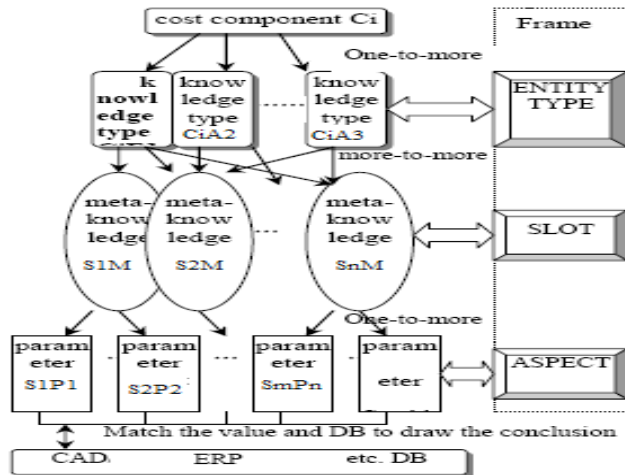 cost component Ci
Frame
One-to-more
k
nowl
edge
type
know
ledge
type
CiA2
know
ledge
type
CiA3
ENTITY
TYPE
more-to-more
meta-
know
ledge
S1M
meta-
know
ledge
S2M
meta-
know
ledge
SnM
SLOT
One-to-more
param
eter
S1P1
param
eter
S2P2
param
eter
SmPn
param
eter
ASPECT
Match the value and DB to draw the conclusion
CAD
ERP
etc. DB